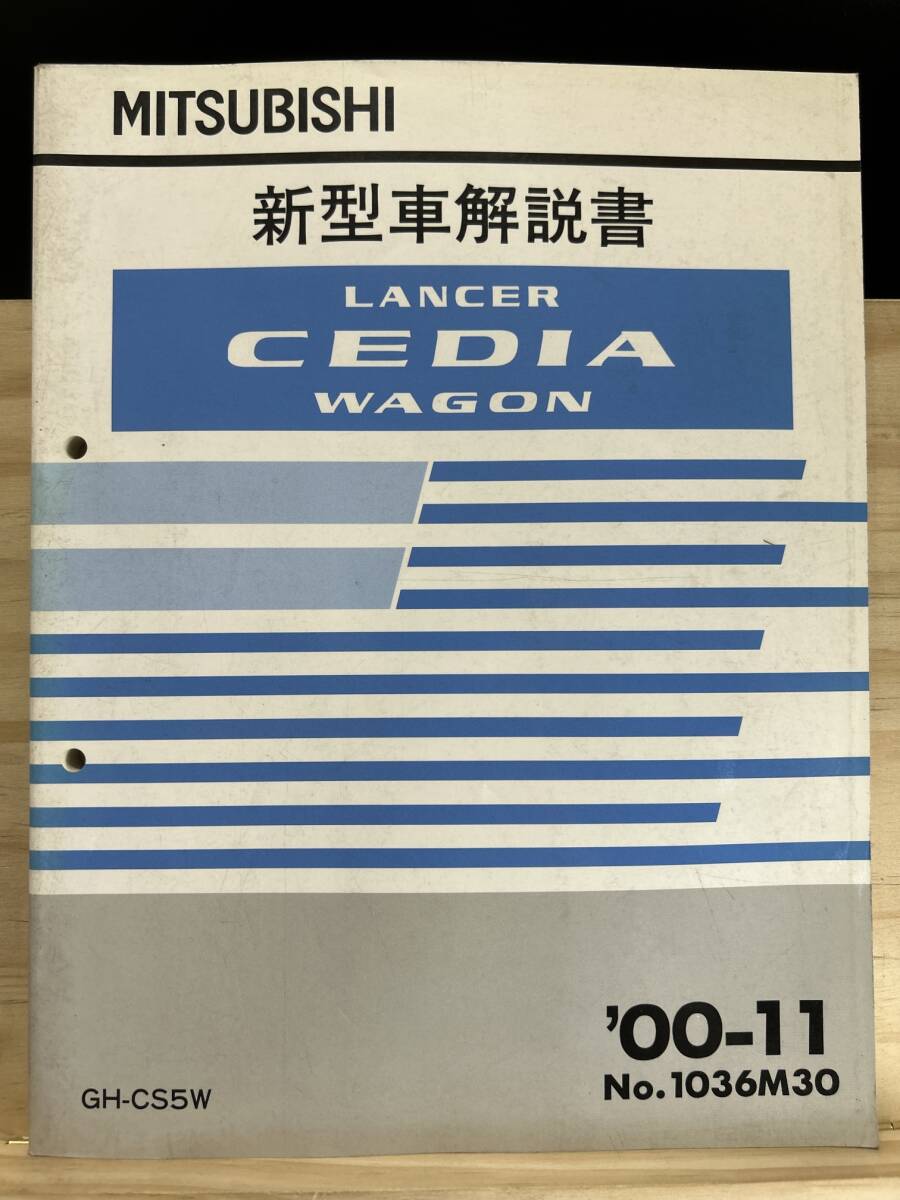 MITSUBISHI
新型車解説書
LANCER
CEDIA
WAGON
'00-11
No.1036M30
GH-CS5W